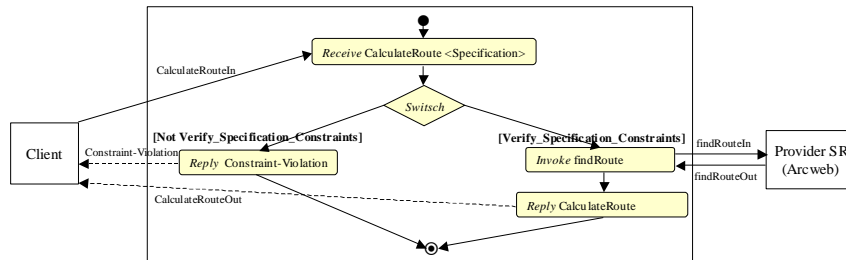 Receive CalculateRoute <Specification>
CalculateRouteIn
Switsch
[Not Verify_Specification_Constraints]
[Verify_Specification_Constraints]
Client
Constraint-Violation
Reply Constraint-Violation
Invoke findRoute
findRouteIn
findRouteOut
Provider SR
(Arcweb)
CalculateRouteOut
Reply CalculateRoute